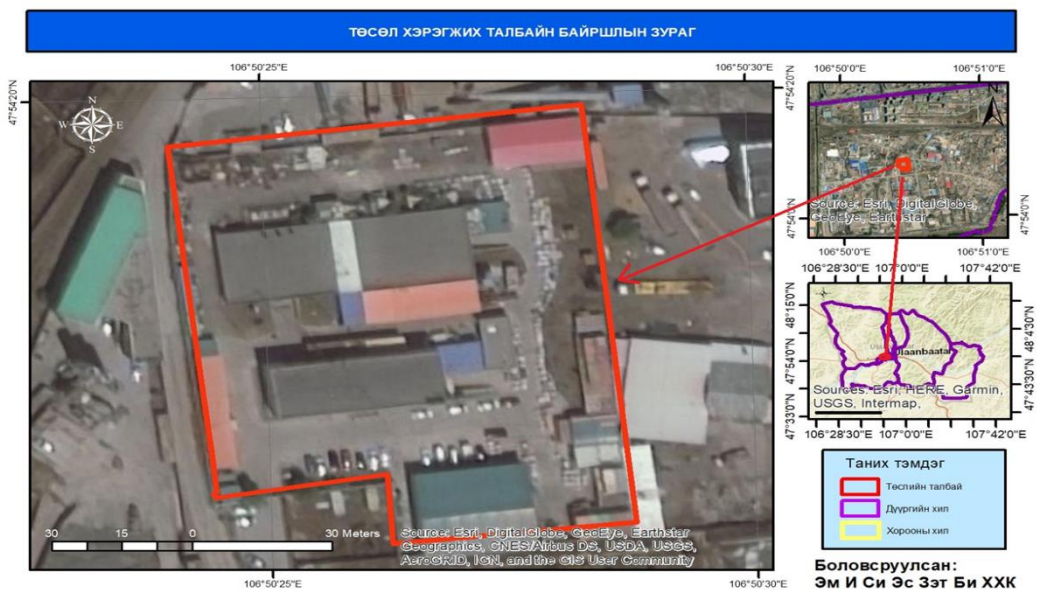 ТӨСӨЛ ХЭРЭГЖИХ ТАЛБАЙН БАЙРШЛЫН ЗУРАГ
106°50'25"E
106°50'30"E
47°54'20"N
47°54'20"N
N
W E
S
30 15 0 30 Meters
Source: Esri, DigitalGlobe, GeoEye, Earthstar
Geographics, CNES/Airbus DS, USDA, USGS,
AeroGRID, IGN, and the GIS User Community
106°50'25"E
106°50'30"E
106°50'0"E
106°51'0"E
N
47°54'0"N
47°54'0"N
Source: Esri, DigitalGlobe,
GeoEye, Earthstar
106°50'0"E
106°51'0"E
106°28'30"E
107°0'0"E
107°42'0"E
48°15'0"N
47°54'0"N
47°33'0"N
48°4'30"N
47°43'30"N
Ulaanbaatar
Sources: Esri, HERE, Garmin,
USGS, Intermap,
106°28'30"E
107°0'0"E
107°42'0"E
Таних тэмдэг
Төслийн талбай
Дүүргийн хил
Хорооны хил
Боловсруулсан:
Эм И Си Эс Зэт Би ХХК